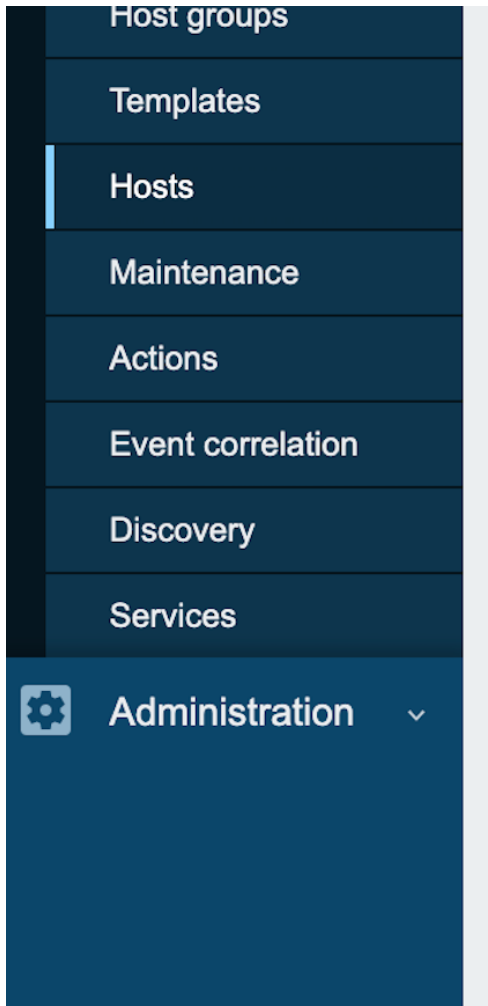 Host groups
Templates
Hosts
Maintenance
Actions
Event correlation
Discovery
Services
Administration